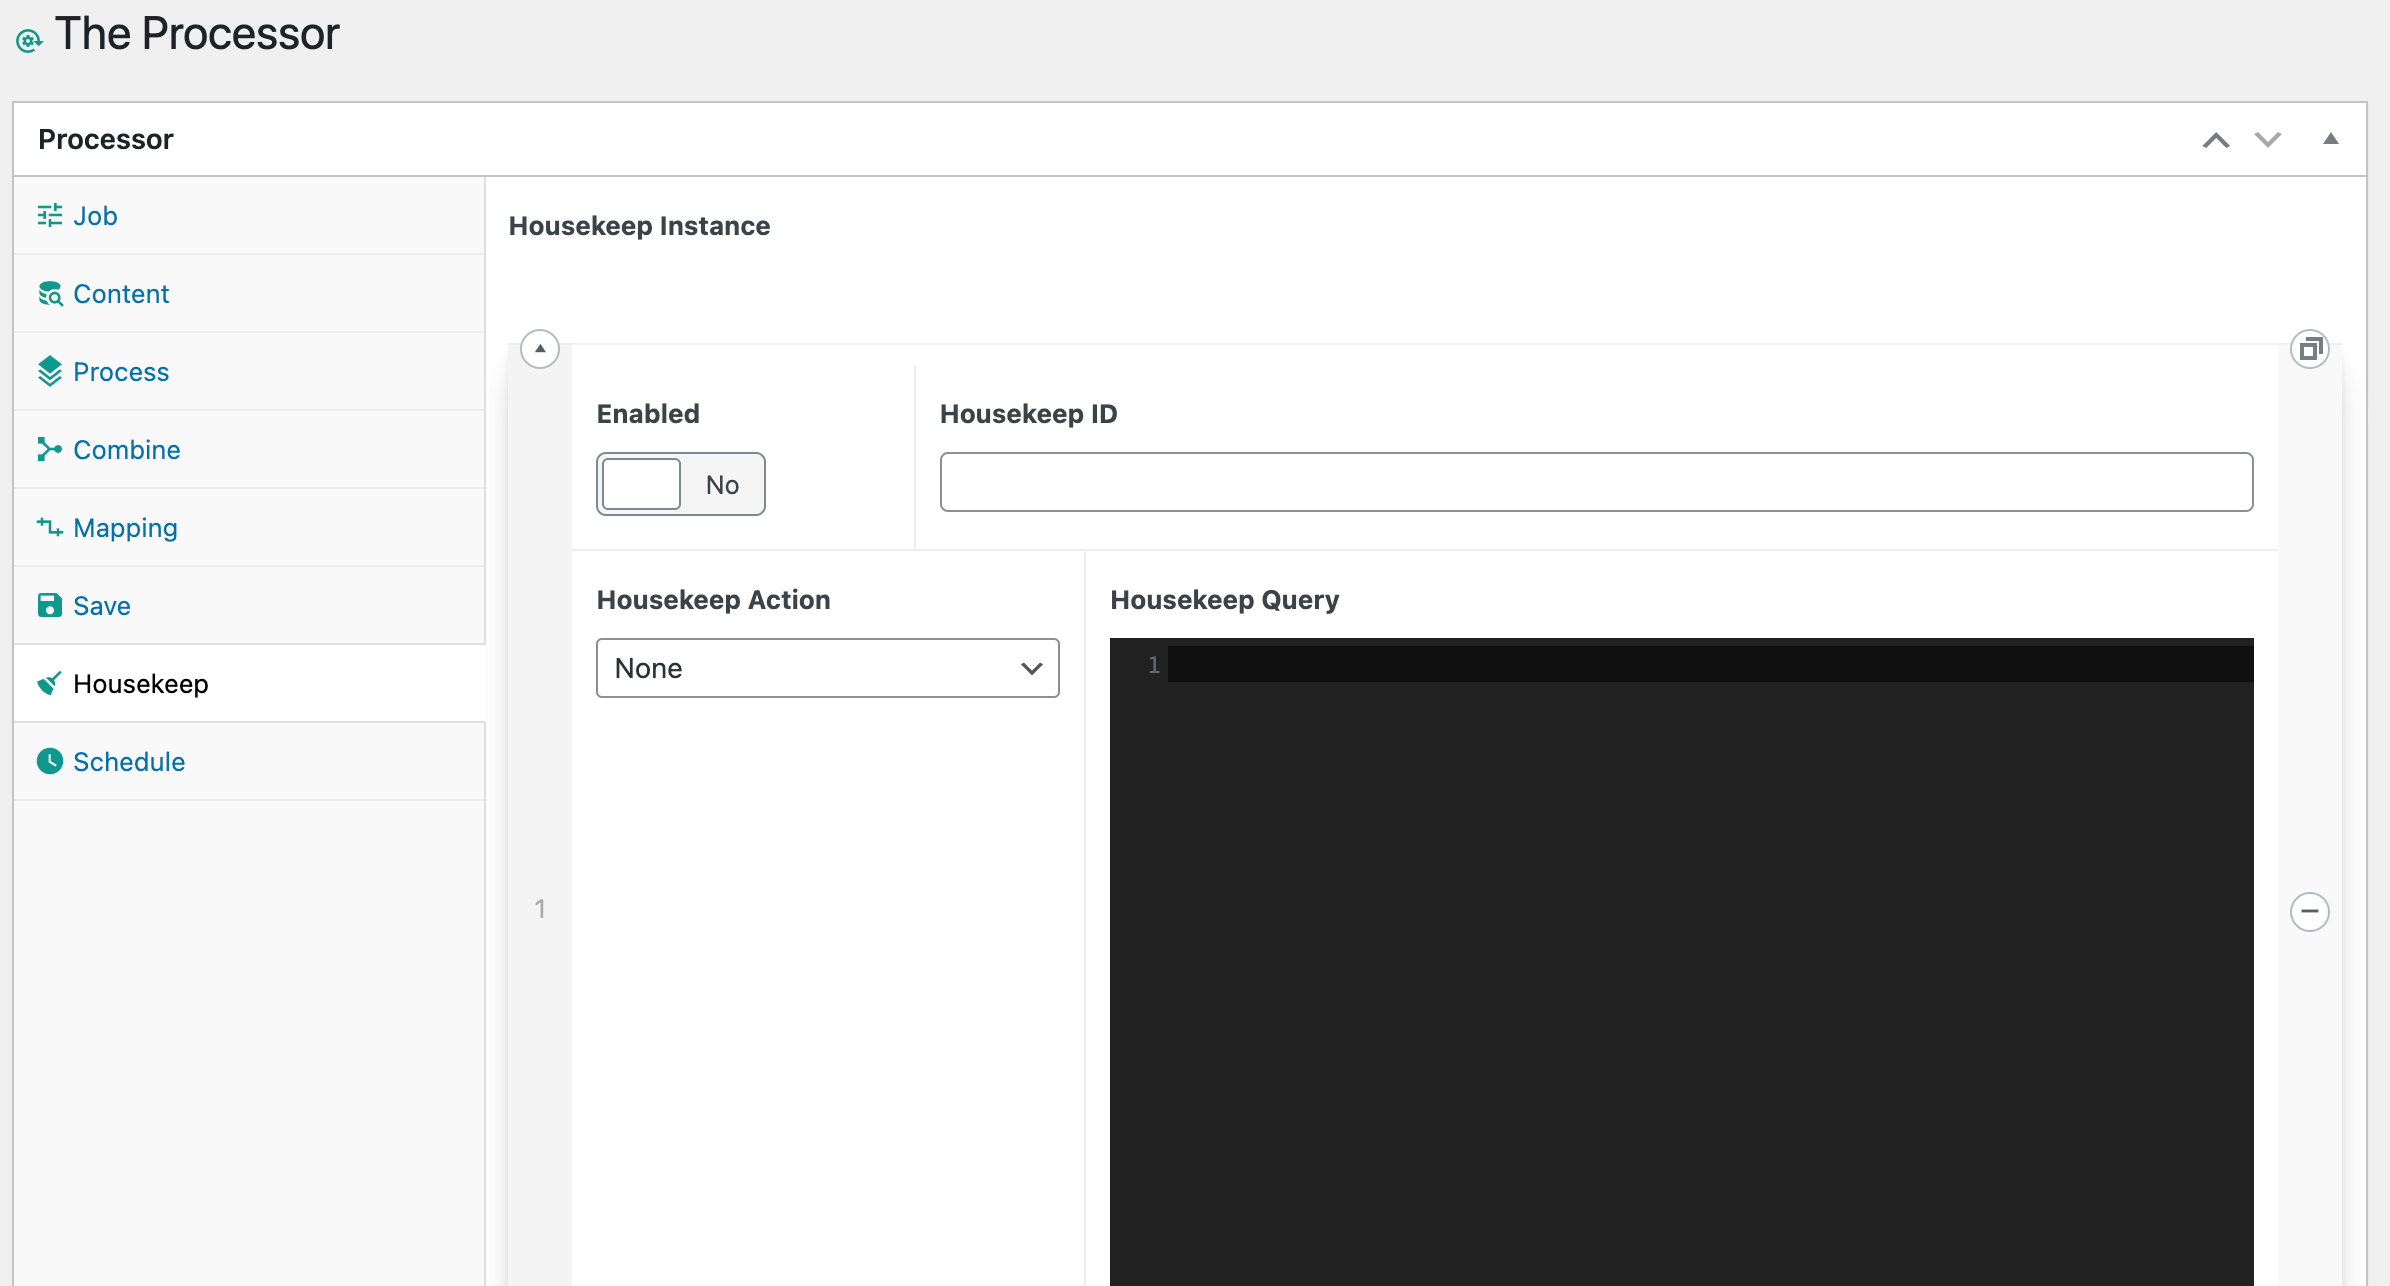 The Processor
Processor
Job
Content
Process
Combine
Mapping
Save
Housekeep
Schedule
Housekeep Instance
Enabled
No
Housekeep ID
Housekeep Action
None
Housekeep Query
1
1